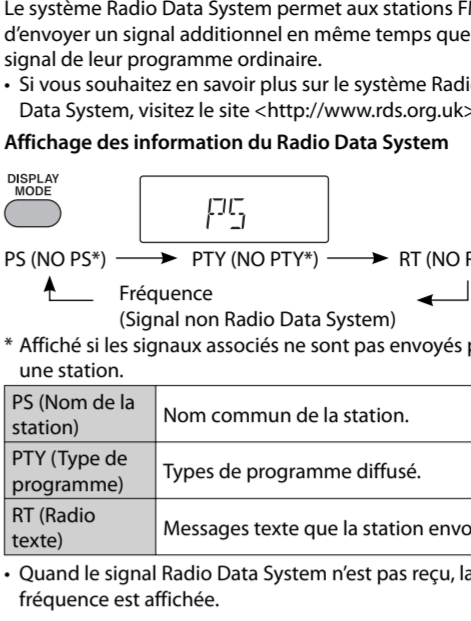 Le système Radio Data System permet aux stations FM
d'envoyer un signal additionnel en même temps que
signal de leur programme ordinaire.
• Si vous souhaitez en savoir plus sur le système Radio
Data System, visitez le site <http://www.rds.org.uk>
Affichage des information du Radio Data System
DISPLAY
MODE
PS
PS (NO PS*) PTY (NO PTY*) RT (NO
Fréquence
(Signal non Radio Data System)
* Affiché si les signaux associés ne sont pas envoyés
une station.
PS (Nom de la
station)
Nom commun de la station.
PTY (Type de
programme)
Types de programme diffusé.
RT (Radio
texte)
Messages texte que la station
• Quand le signal Radio Data System n'est pas reçu, la
fréquence est affichée.